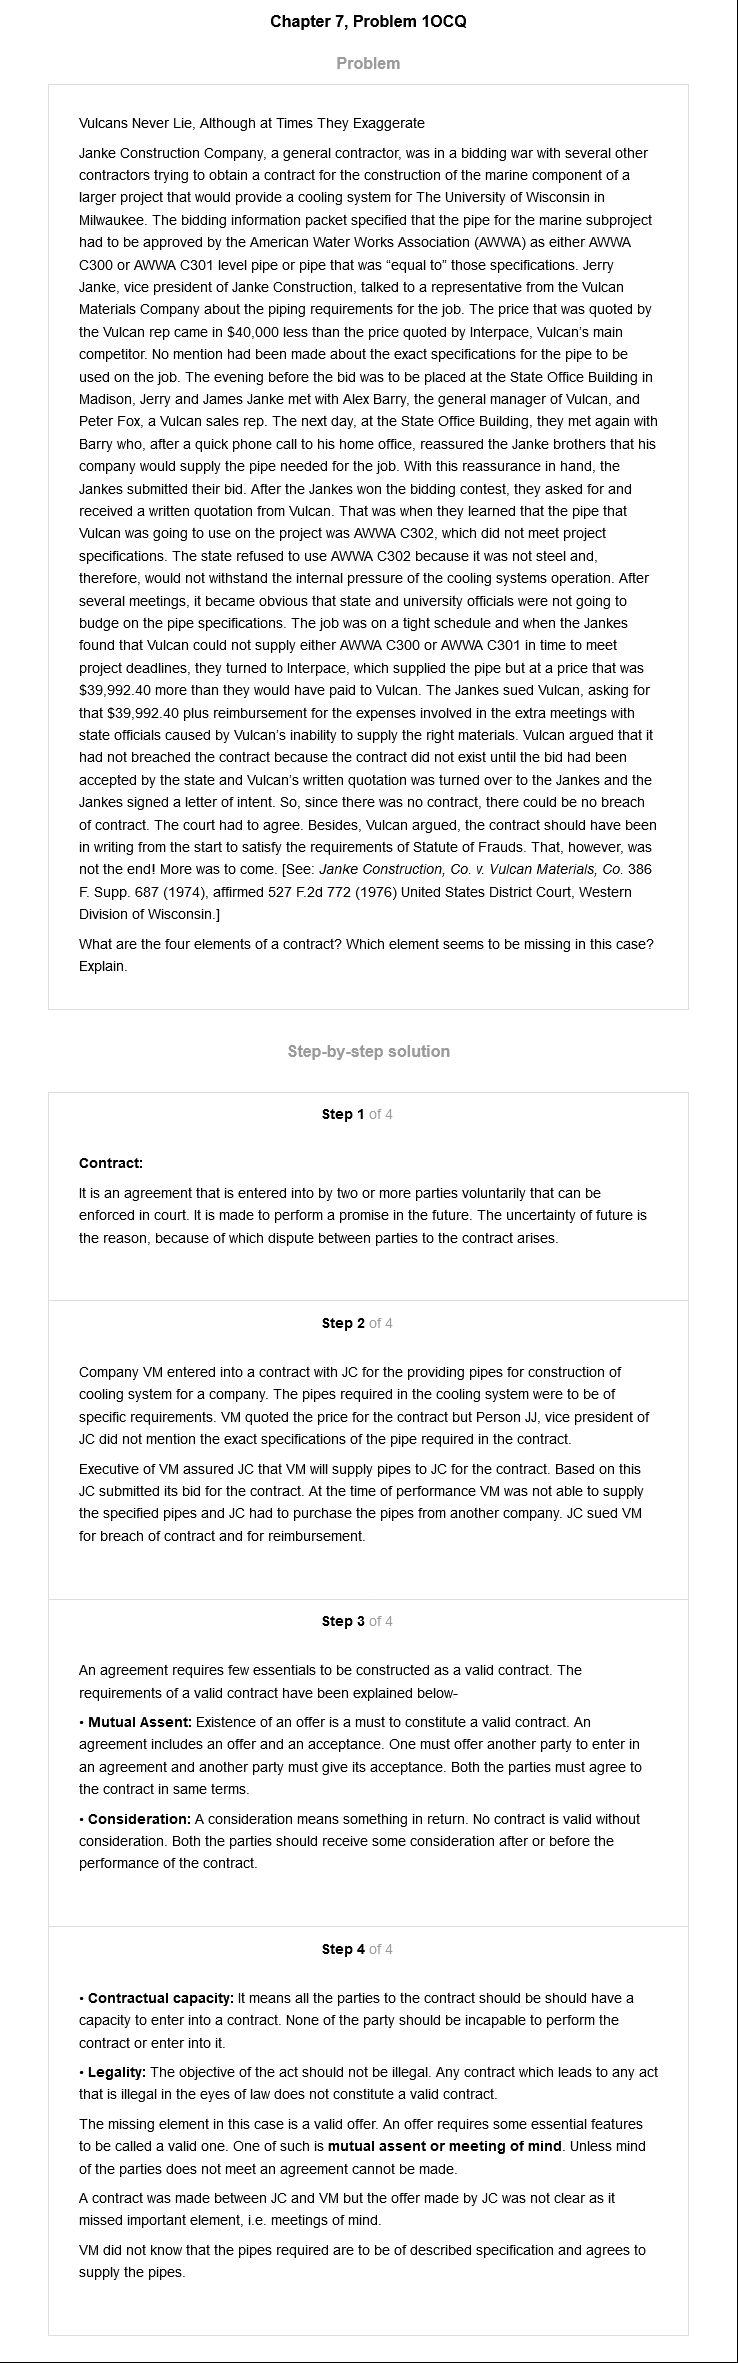 Chapter 7, Problem 1OCQ
Problem
Vulcans Never Lie, Although at Times They Exaggerate
Janke Construction Company, a general contractor, was in a bidding war with several other
contractors trying to obtain a contract for the construction of the marine component of a
larger project that would provide a cooling system for The University of Wisconsin in
Milwaukee. The bidding information packet specified that the pipe for the marine subproject
had to be approved by the American Water Works Association (AWWA) as either AWWA
C300 or AWWA C301 level pipe or pipe that was “equal to” those specifications. Jerry
Janke, vice president of Janke Construction, talked to a representative from the Vulcan
Materials Company about the piping requirements for the job. The price that was quoted by
the Vulcan rep came in $40,000 less than the price quoted by Interpace, Vulcan’s main
competitor. No mention had been made about the exact specifications for the pipe to be
used on the job. The evening before the bid was to be placed at the State Office Building in
Madison, Jerry and James Janke met with Alex Barry, the general manager of Vulcan, and
Peter Fox, a Vulcan sales rep. The next day, at the State Office Building, they met again with
Barry who, after a quick phone call to his home office, reassured the Janke brothers that his
company would supply the pipe needed for the job. With this reassurance in hand, the
Jankes submitted their bid. After the Jankes won the bidding contest, they asked for and
received a written quotation from Vulcan. That was when they learned that the pipe that
Vulcan was going to use on the project was AWWA C302, which did not meet project
specifications. The state refused to use AWWA C302 because it was not steel and,
therefore, would not withstand the internal pressure of the cooling systems operation. After
several meetings, it became obvious that state and university officials were not going to
budge on the pipe specifications. The job was on a tight schedule and when the Jankes
found that Vulcan could not supply either AWWA C300 or AWWA C301 in time to meet
project deadlines, they turned to Interpace, which supplied the pipe but at a price that was
$39,992.40 more than they would have paid to Vulcan. The Jankes sued Vulcan, asking for
that $39,992.40 plus reimbursement for the expenses involved in the extra meetings with
state officials caused by Vulcan’s inability to supply the right materials. Vulcan argued that it
had not breached the contract because the contract did not exist until the bid had been
accepted by the state and Vulcan’s written quotation was turned over to the Jankes and the
Jankes signed a letter of intent. So, since there was no contract, there could be no breach
of contract. The court had to agree. Besides, Vulcan argued, the contract should have been
in writing from the start to satisfy the requirements of Statute of Frauds. That, however, was
not the end! More was to come. [See: Janke Construction, Co. v. Vulcan Materials, Co. 386
F. Supp. 687 (1974), affirmed 527 F.2d 772 (1976) United States District Court, Western
Division of Wisconsin.]
What are the four elements of a contract? Which element seems to be missing in this case?
Explain.
Step-by-step solution
Step 1 of 4
Contract:
It is an agreement that is entered into by two or more parties voluntarily that can be
enforced in court. It is made to perform a promise in the future. The uncertainty of future is
the reason, because of which dispute between parties to the contract arises.
Step 2 of 4
Company VM entered into a contract with JC for the providing pipes for construction of
cooling system for a company. The pipes required in the cooling system were to be of
specific requirements. VM quoted the price for the contract but Person JJ, vice president of
JC did not mention the exact specifications of the pipe required in the contract.
Executive of VM assured JC that VM will supply pipes to JC for the contract. Based on this
JC submitted its bid for the contract. At the time of performance VM was not able to supply
the specified pipes and JC had to purchase the pipes from another company. JC sued VM
for breach of contract and for reimbursement.
Step 3 of 4
An agreement requires few essentials to be constructed as a valid contract. The
requirements of a valid contract have been explained below-
• Mutual Assent: Existence of an offer is a must to constitute a valid contract. An
agreement includes an offer and an acceptance. One must offer another party to enter in
an agreement and another party must give its acceptance. Both the parties must agree to
the contract in same terms.
• Consideration: A consideration means something in return. No contract is valid without
consideration. Both the parties should receive some consideration after or before the
performance of the contract.
Step 4 of 4
• Contractual capacity: It means all the parties to the contract should be should have a
capacity to enter into a contract. None of the party should be incapable to perform the
contract or enter into it.
• Legality: The objective of the act should not be illegal. Any contract which leads to any act
that is illegal in the eyes of law does not constitute a valid contract.
The missing element in this case is a valid offer. An offer requires some essential features
to be called a valid one. One of such is mutual assent or meeting of mind. Unless mind
of the parties does not meet an agreement cannot be made.
A contract was made between JC and VM but the offer made by JC was not clear as it
missed important element, i.e. meetings of mind.
VM did not know that the pipes required are to be of described specification and agrees to
supply the pipes.